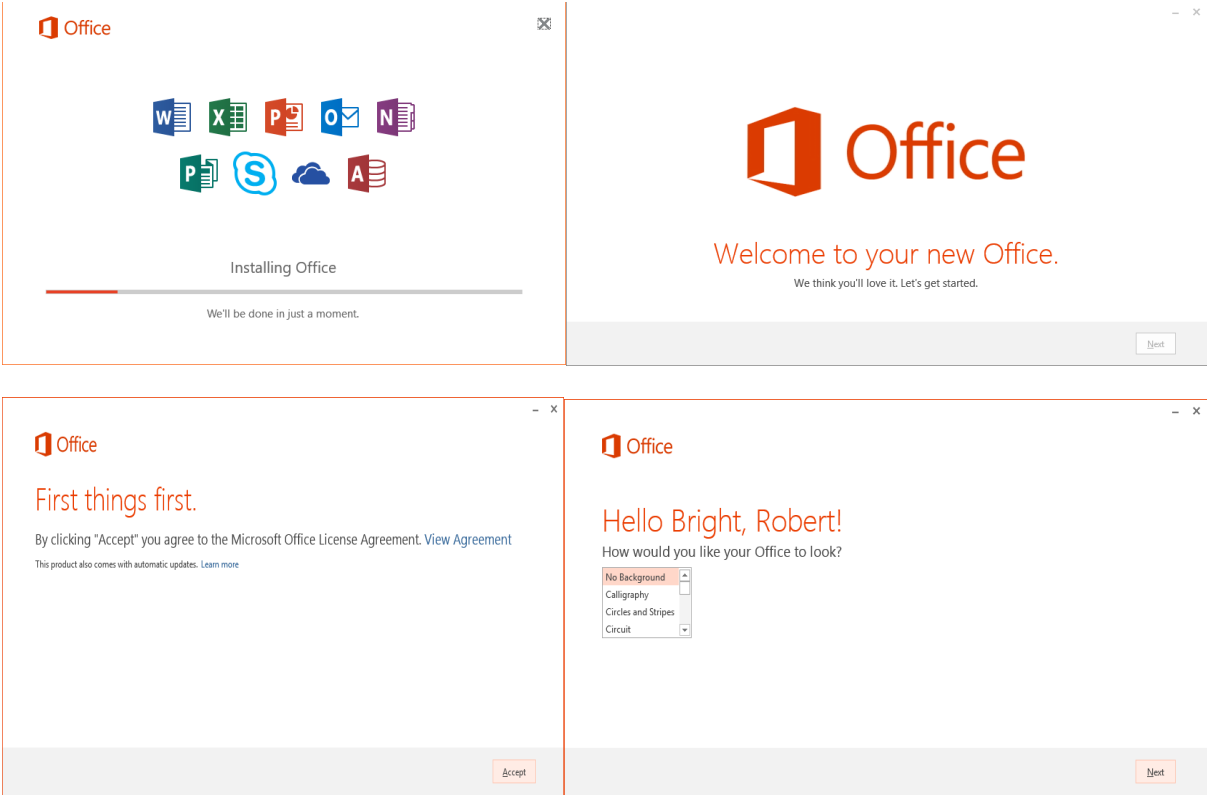 Office
W X P O N
P S A
Installing Office
We'll be done in just a moment.
Office
Welcome to your new Office.
We think you'll love it. Let's get started.
Next
Office
First things first.
By clicking "Accept" you agree to the Microsoft Office License Agreement. View Agreement
This product also comes with automatic updates. Learn more
Accept
Office
Hello Bright, Robert!
How would you like your Office to look?
No Background
Calligraphy
Circles and Stripes
Circuit
Next